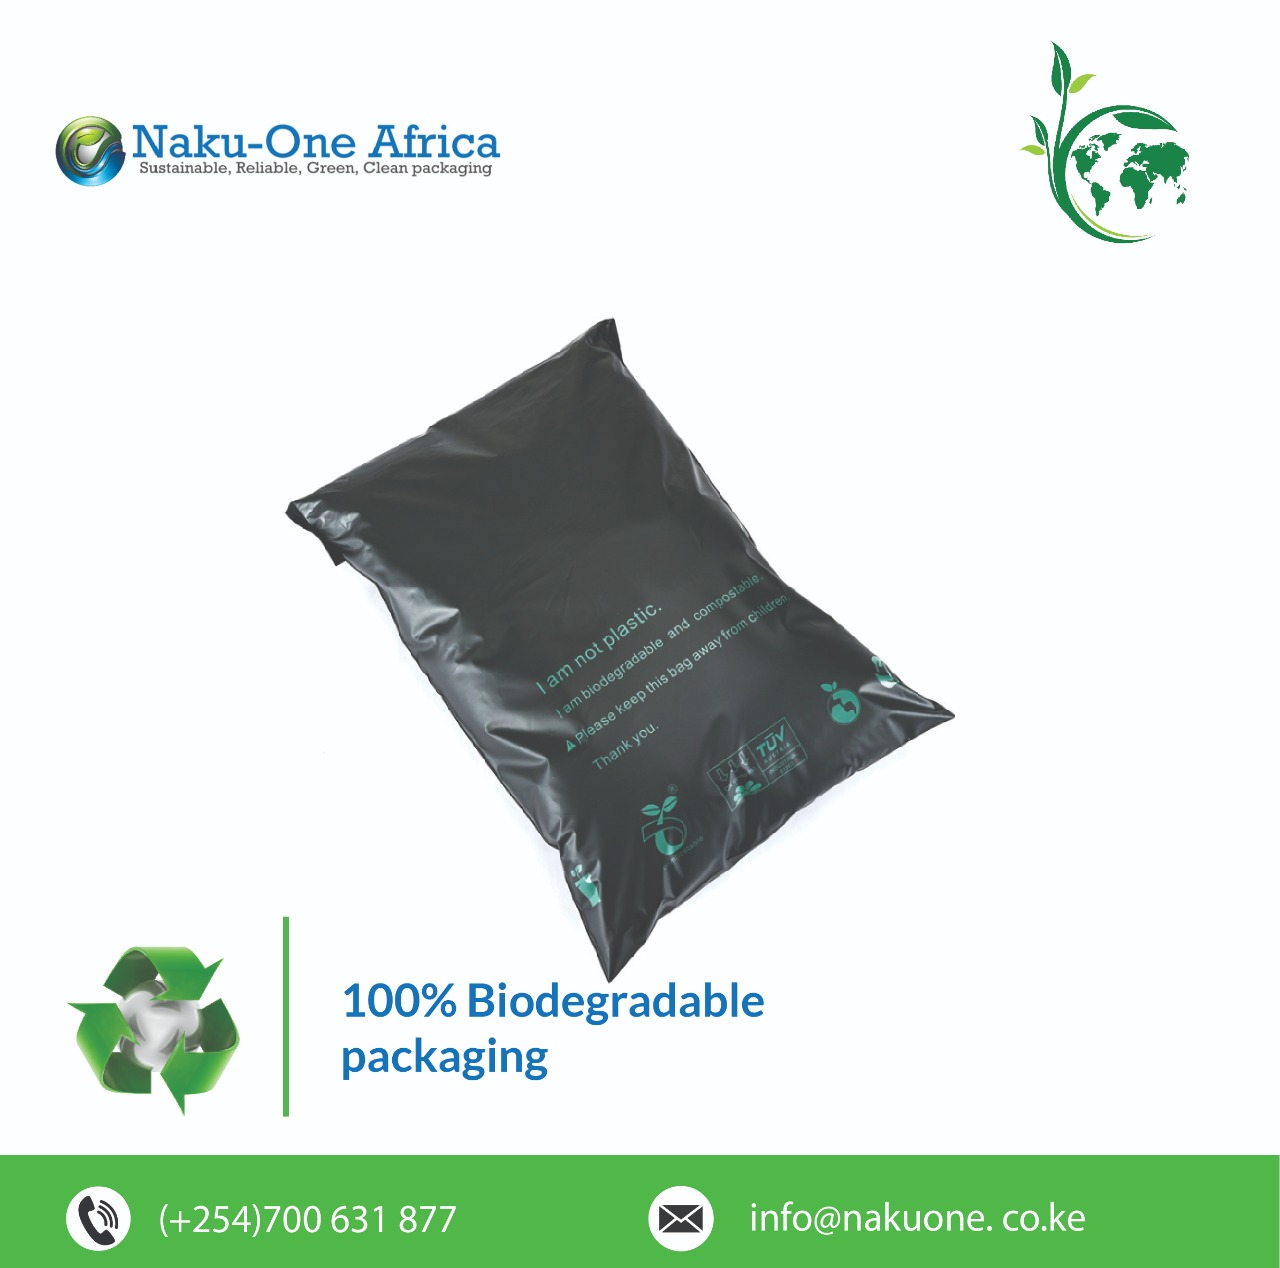 Naku-One Africa
Sustainable, Reliable, Green, Clean packaging
I am not plastic.
I am biodegradable and compostable.
Please keep this bag away from children.
Thank you.
TÜV
AUSTRIA
®
100% Biodegradable
packaging
(+254)700 631 877
info@nakuone. co.ke